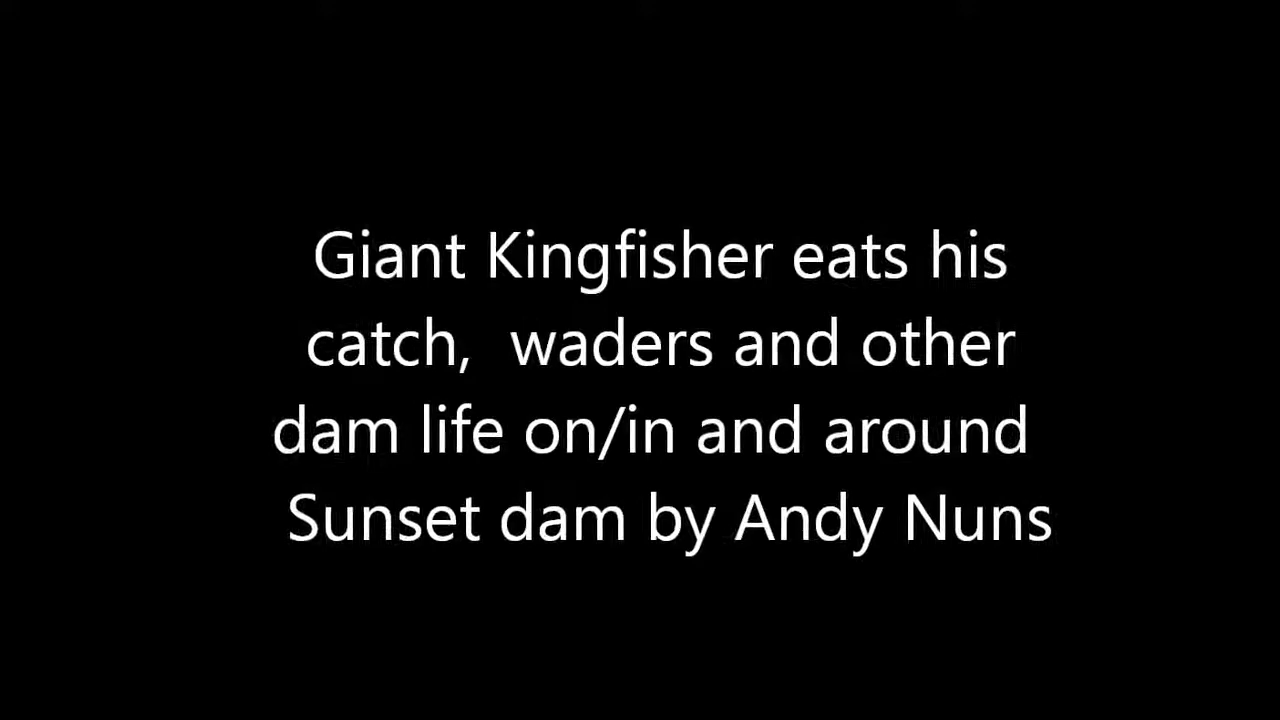 Giant Kingfisher eats his
catch,  waders and other
dam life on/in and around
Sunset dam by Andy Nuns